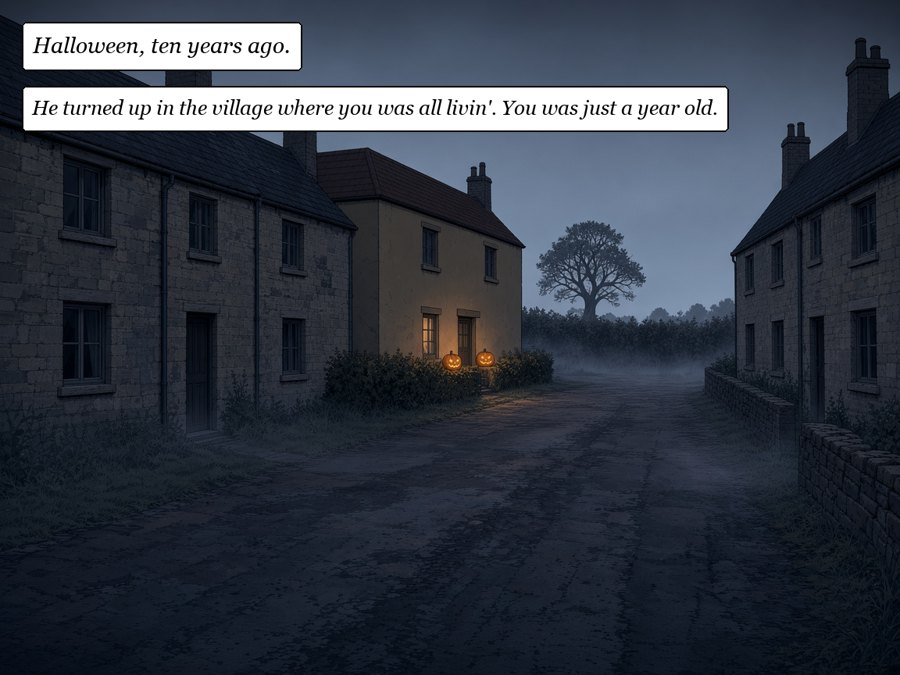 Halloween, ten years ago.
He turned up in the village where you was all livin'. You was just a year old.